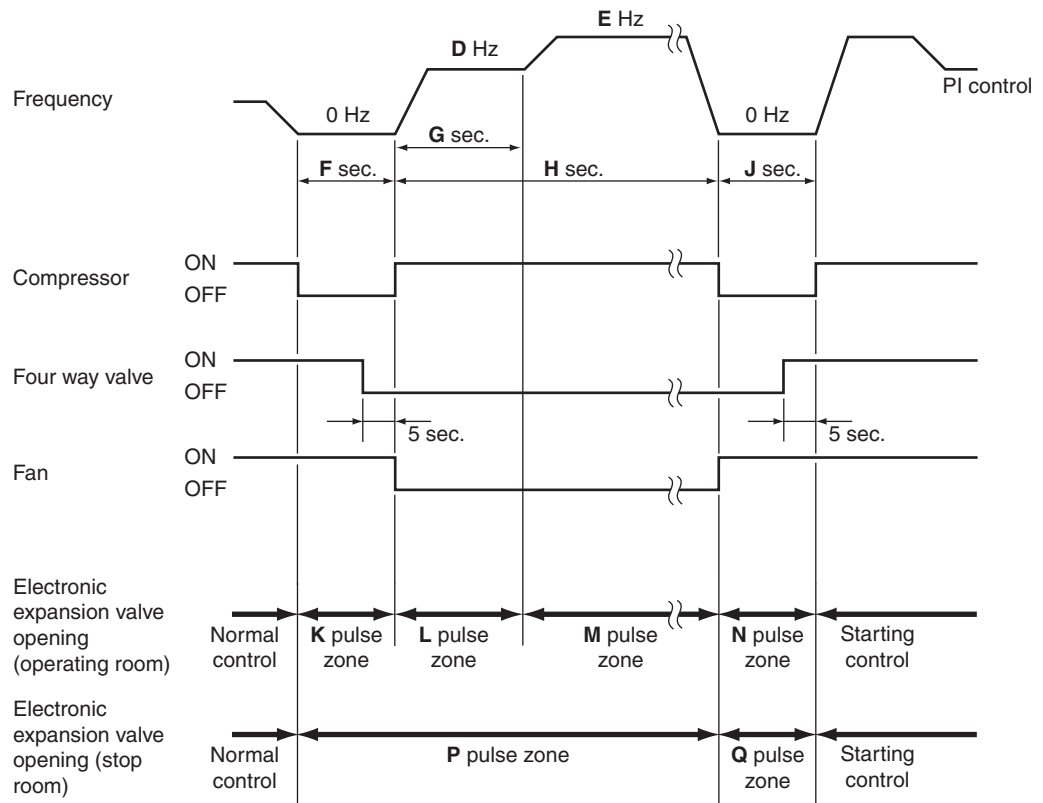 E Hz
D Hz
Frequency
0 Hz
0 Hz
PI control
G sec.
F sec.
H sec.
J sec.
Compressor
ON
OFF
Four way valve
ON
OFF
5 sec.
5 sec.
Fan
ON
OFF
Electronic
expansion valve
opening
(operating room)
Normal
control
K pulse
zone
L pulse
zone
M pulse
zone
N pulse
zone
Starting
control
Electronic
expansion valve
opening (stop
room)
Normal
control
P pulse zone
Q pulse
zone
Starting
control